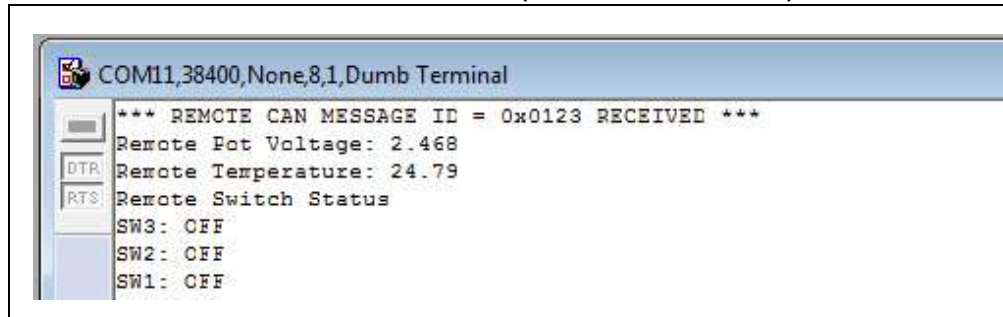 COM11,38400,None,8,1,Dumb Terminal
*** REMOTE CAN MESSAGE ID = 0x0123 RECEIVED ***
Remote Pot Voltage: 2.468
DTR
Remote Temperature: 24.79
RTS
Remote Switch Status
SW3: OFF
SW2: OFF
SW1: OFF